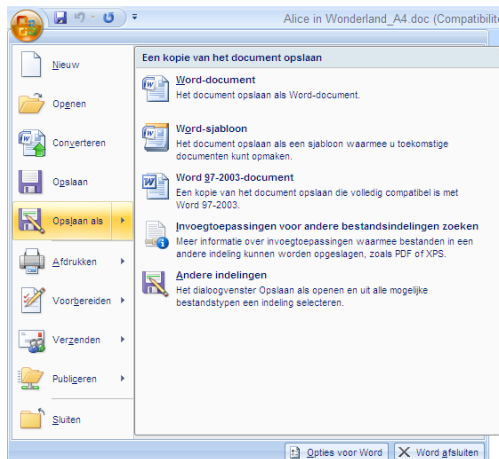 Alice in Wonderland_A4.doc (Compatibilite
Nieuw
Openen
Converteren
Opslaan
Opslaan als
Afdrukken
Voorbereiden
Verzenden
Publiceren
Sluiten
Een kopie van het document opslaan
Word-document
Het document opslaan als Word-document.
Word-sjabloon
Het document opslaan als een sjabloon waarmee u toekomstige
documenten kunt opmaken.
Word 97-2003-document
Een kopie van het document opslaan die volledig compatibel is met
Word 97-2003.
Invoegtoepassingen voor andere bestandsindelingen zoeken
Meer informatie over invoegtoepassingen waarmee bestanden in een
andere indeling kunnen worden opgeslagen, zoals PDF of XPS.
Andere indelingen
Het dialoogvenster Opslaan als openen en uit alle mogelijke
bestandstypen een indeling selecteren.
Opties voor Word
Word afsluiten